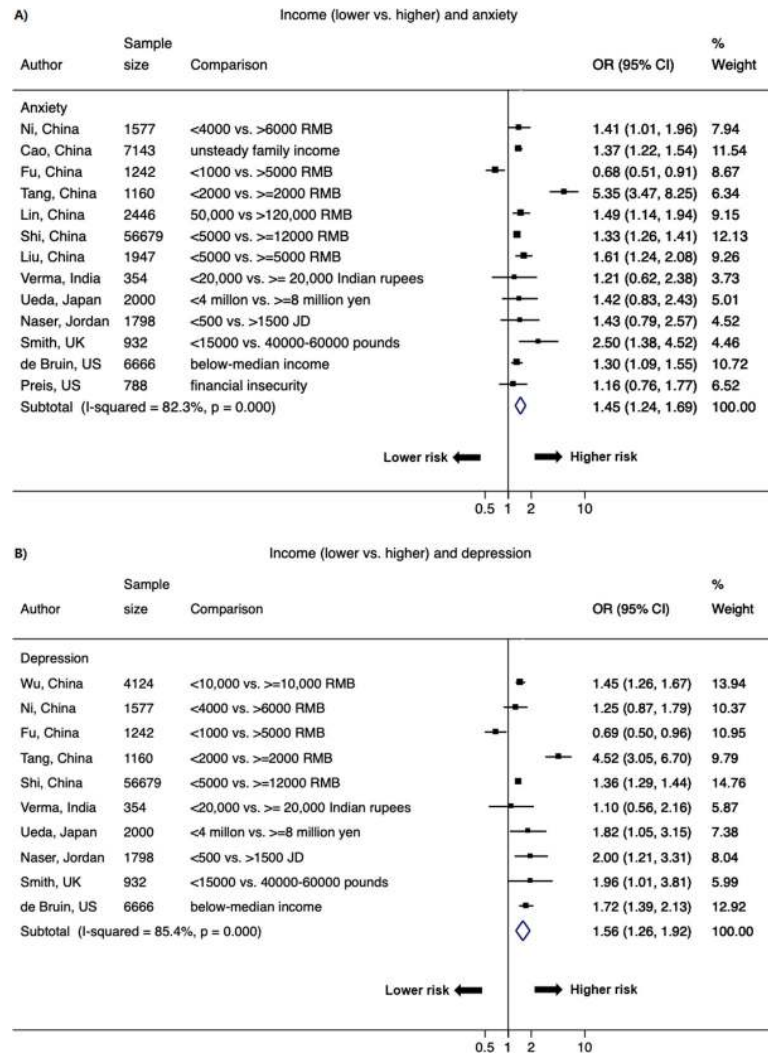 A) Income (lower vs. higher) and anxiety
Sample %
Author size Comparison OR (95% CI) Weight
Anxiety
Ni, China 1577 <4000 vs. >6000 RMB 1.41 (1.01, 1.96) 7.94
Cao, China 7143 unsteady family income 1.37 (1.22, 1.54) 11.54
Fu, China 1242 <1000 vs. >5000 RMB 0.68 (0.51, 0.91) 8.67
Tang, China 1160 <2000 vs. >=2000 RMB 5.35 (3.47, 8.25) 6.34
Lin, China 2446 50,000 vs >120,000 RMB 1.49 (1.14, 1.94) 9.15
Shi, China 56679 <5000 vs. >=12000 RMB 1.33 (1.26, 1.41) 12.13
Liu, China 1947 <5000 vs. >=5000 RMB 1.61 (1.24, 2.08) 9.26
Verma, India 354 <20,000 vs. >= 20,000 Indian rupees 1.21 (0.62, 2.38) 3.73
Ueda, Japan 2000 <4 millon vs. >=8 million yen 1.42 (0.83, 2.43) 5.01
Naser, Jordan 1798 <500 vs. >1500 JD 1.43 (0.79, 2.57) 4.52
Smith, UK 932 <15000 vs. 40000-60000 pounds 2.50 (1.38, 4.52) 4.46
de Bruin, US 6666 below-median income 1.30 (1.09, 1.55) 10.72
Preis, US 788 financial insecurity 1.16 (0.76, 1.77) 6.52
Subtotal (I-squared = 82.3%, p = 0.000) 1.45 (1.24, 1.69) 100.00
Lower risk Higher risk
0.5 1 2 10
B) Income (lower vs. higher) and depression
Sample %
Author size Comparison OR (95% CI) Weight
Depression
Wu, China 4124 <10,000 vs. >=10,000 RMB 1.45 (1.26, 1.67) 13.94
Ni, China 1577 <4000 vs. >6000 RMB 1.25 (0.87, 1.79) 10.37
Fu, China 1242 <1000 vs. >5000 RMB 0.69 (0.50, 0.96) 10.95
Tang, China 1160 <2000 vs. >=2000 RMB 4.52 (3.05, 6.70) 9.79
Shi, China 56679 <5000 vs. >=12000 RMB 1.36 (1.29, 1.44) 14.76
Verma, India 354 <20,000 vs. >= 20,000 Indian rupees 1.10 (0.56, 2.16) 5.87
Ueda, Japan 2000 <4 millon vs. >=8 million yen 1.82 (1.05, 3.15) 7.38
Naser, Jordan 1798 <500 vs. >1500 JD 2.00 (1.21, 3.31) 8.04
Smith, UK 932 <15000 vs. 40000-60000 pounds 1.96 (1.01, 3.81) 5.99
de Bruin, US 6666 below-median income 1.72 (1.39, 2.13) 12.92
Subtotal (I-squared = 85.4%, p = 0.000) 1.56 (1.26, 1.92) 100.00
Lower risk Higher risk
0.5 1 2 10